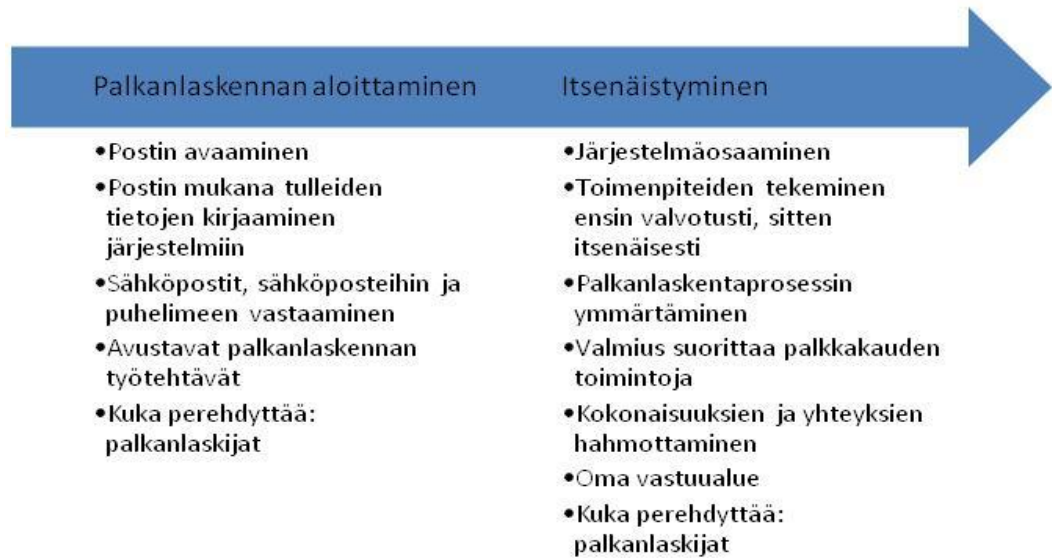 Palkanlaskennan aloittaminen
•Postin avaaminen
•Postin mukana tulleiden
tietojen kirjaaminen
järjestelmiin
•Sähköpostit, sähköposteihin ja
puhelimeen vastaaminen
•Avustavat palkanlaskennan
työtehtävät
•Kuka perehdyttää:
palkanlaskijat
Itsenäistyminen
•Järjestelmäosaaminen
•Toimenpiteiden tekeminen
ensin valvotusti, sitten
itsenäisesti
•Palkanlaskentaprosessin
ymmärtäminen
•Valmius suorittaa palkkakauden
toimintoja
•Kokonaisuuksien ja yhteyksien
hahmottaminen
•Oma vastuualue
•Kuka perehdyttää:
palkanlaskijat